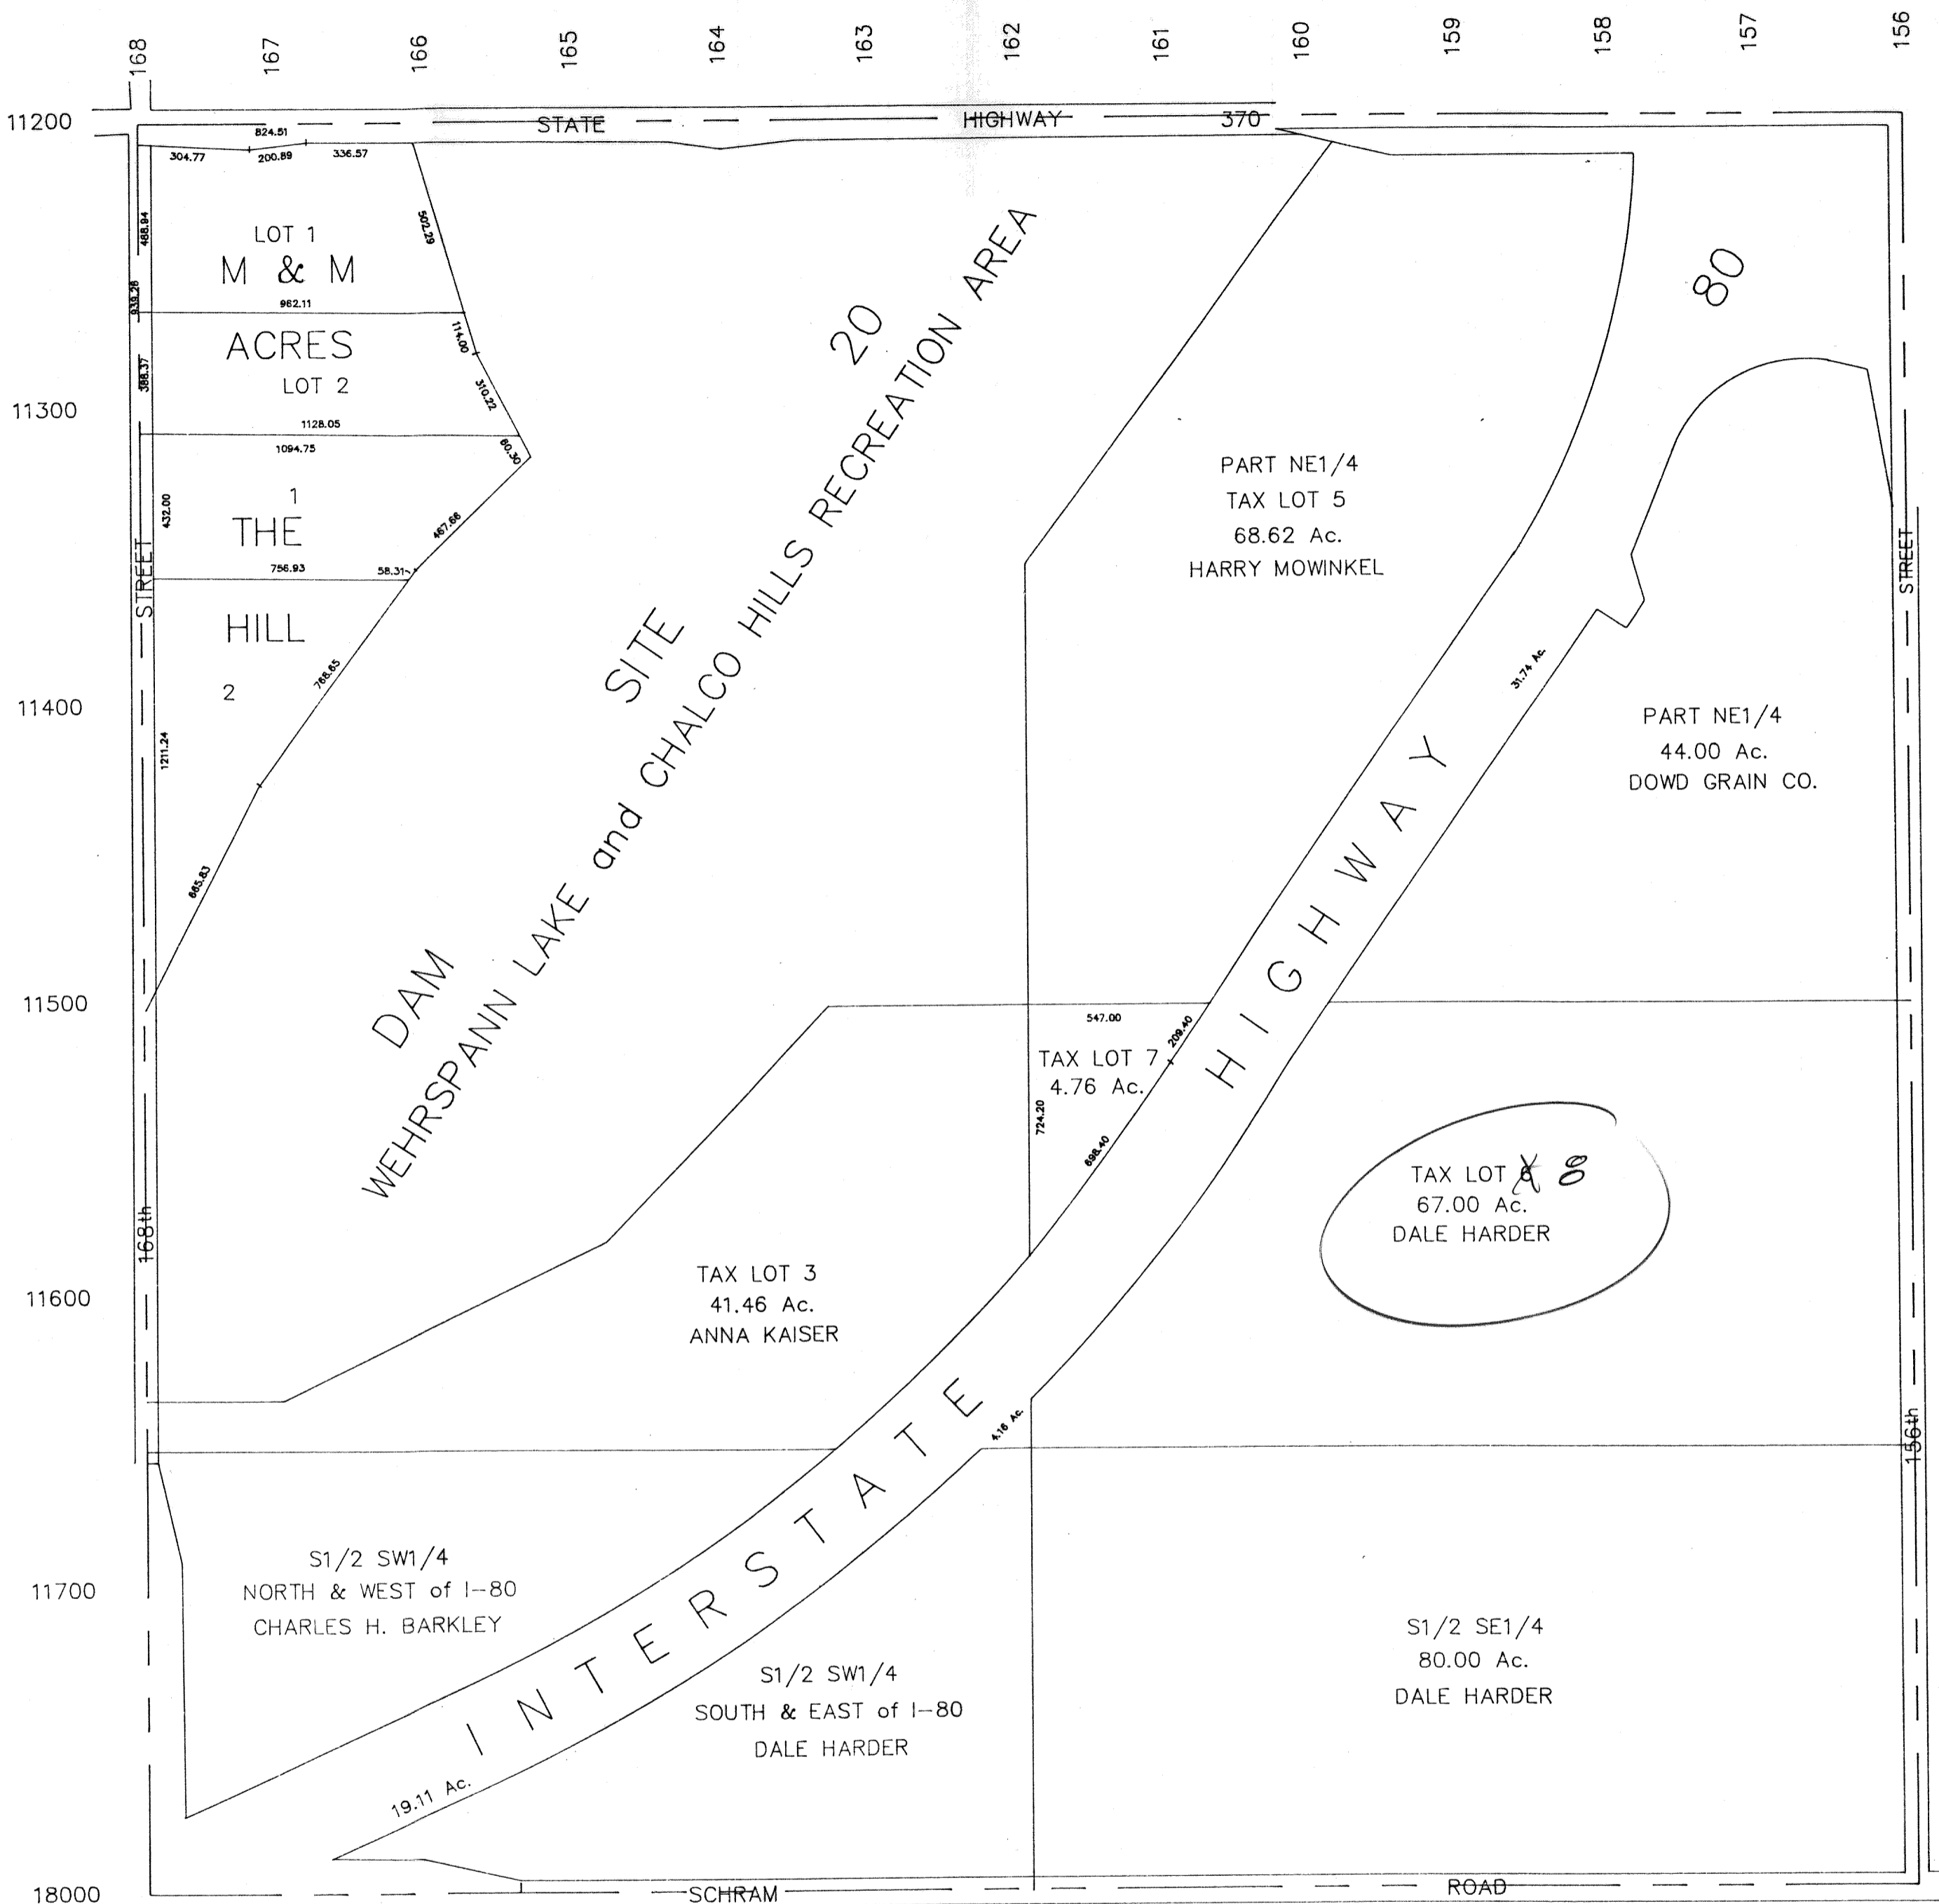 168
167
166
165
164
163
162
161
160
159
158
157
156
11200
STATE HIGHWAY 370
824.51
304.77
200.89
336.57
488.94
502.29
LOT 1
M & M
939.26
962.11
114.00
ACRES
386.37
LOT 2
310.22
11300
1128.05
1094.75
60.30
1
432.00
THE
467.66
STREET
756.93
58.31
HILL
768.65
2
11400
1211.24
665.83
11500
168th
DAM SITE 20
WEHRSPANN LAKE and CHALCO HILLS RECREATION AREA
80
PART NE1/4
TAX LOT 5
68.62 Ac.
HARRY MOWINKEL
STREET
31.74 Ac.
PART NE1/4
44.00 Ac.
DOWD GRAIN CO.
547.00
209.40
TAX LOT 7
4.76 Ac.
724.20
698.40
TAX LOT 6 8
67.00 Ac.
DALE HARDER
11600
TAX LOT 3
41.46 Ac.
ANNA KAISER
INTERSTATE HIGHWAY
4.16 Ac.
156th
11700
S1/2 SW1/4
NORTH & WEST of I-80
CHARLES H. BARKLEY
S1/2 SW1/4
SOUTH & EAST of I-80
DALE HARDER
S1/2 SE1/4
80.00 Ac.
DALE HARDER
19.11 Ac.
18000
SCHRAM ROAD